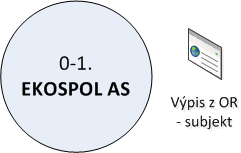 0-1.
EKOSPOL AS
Výpis z OR
- subjekt